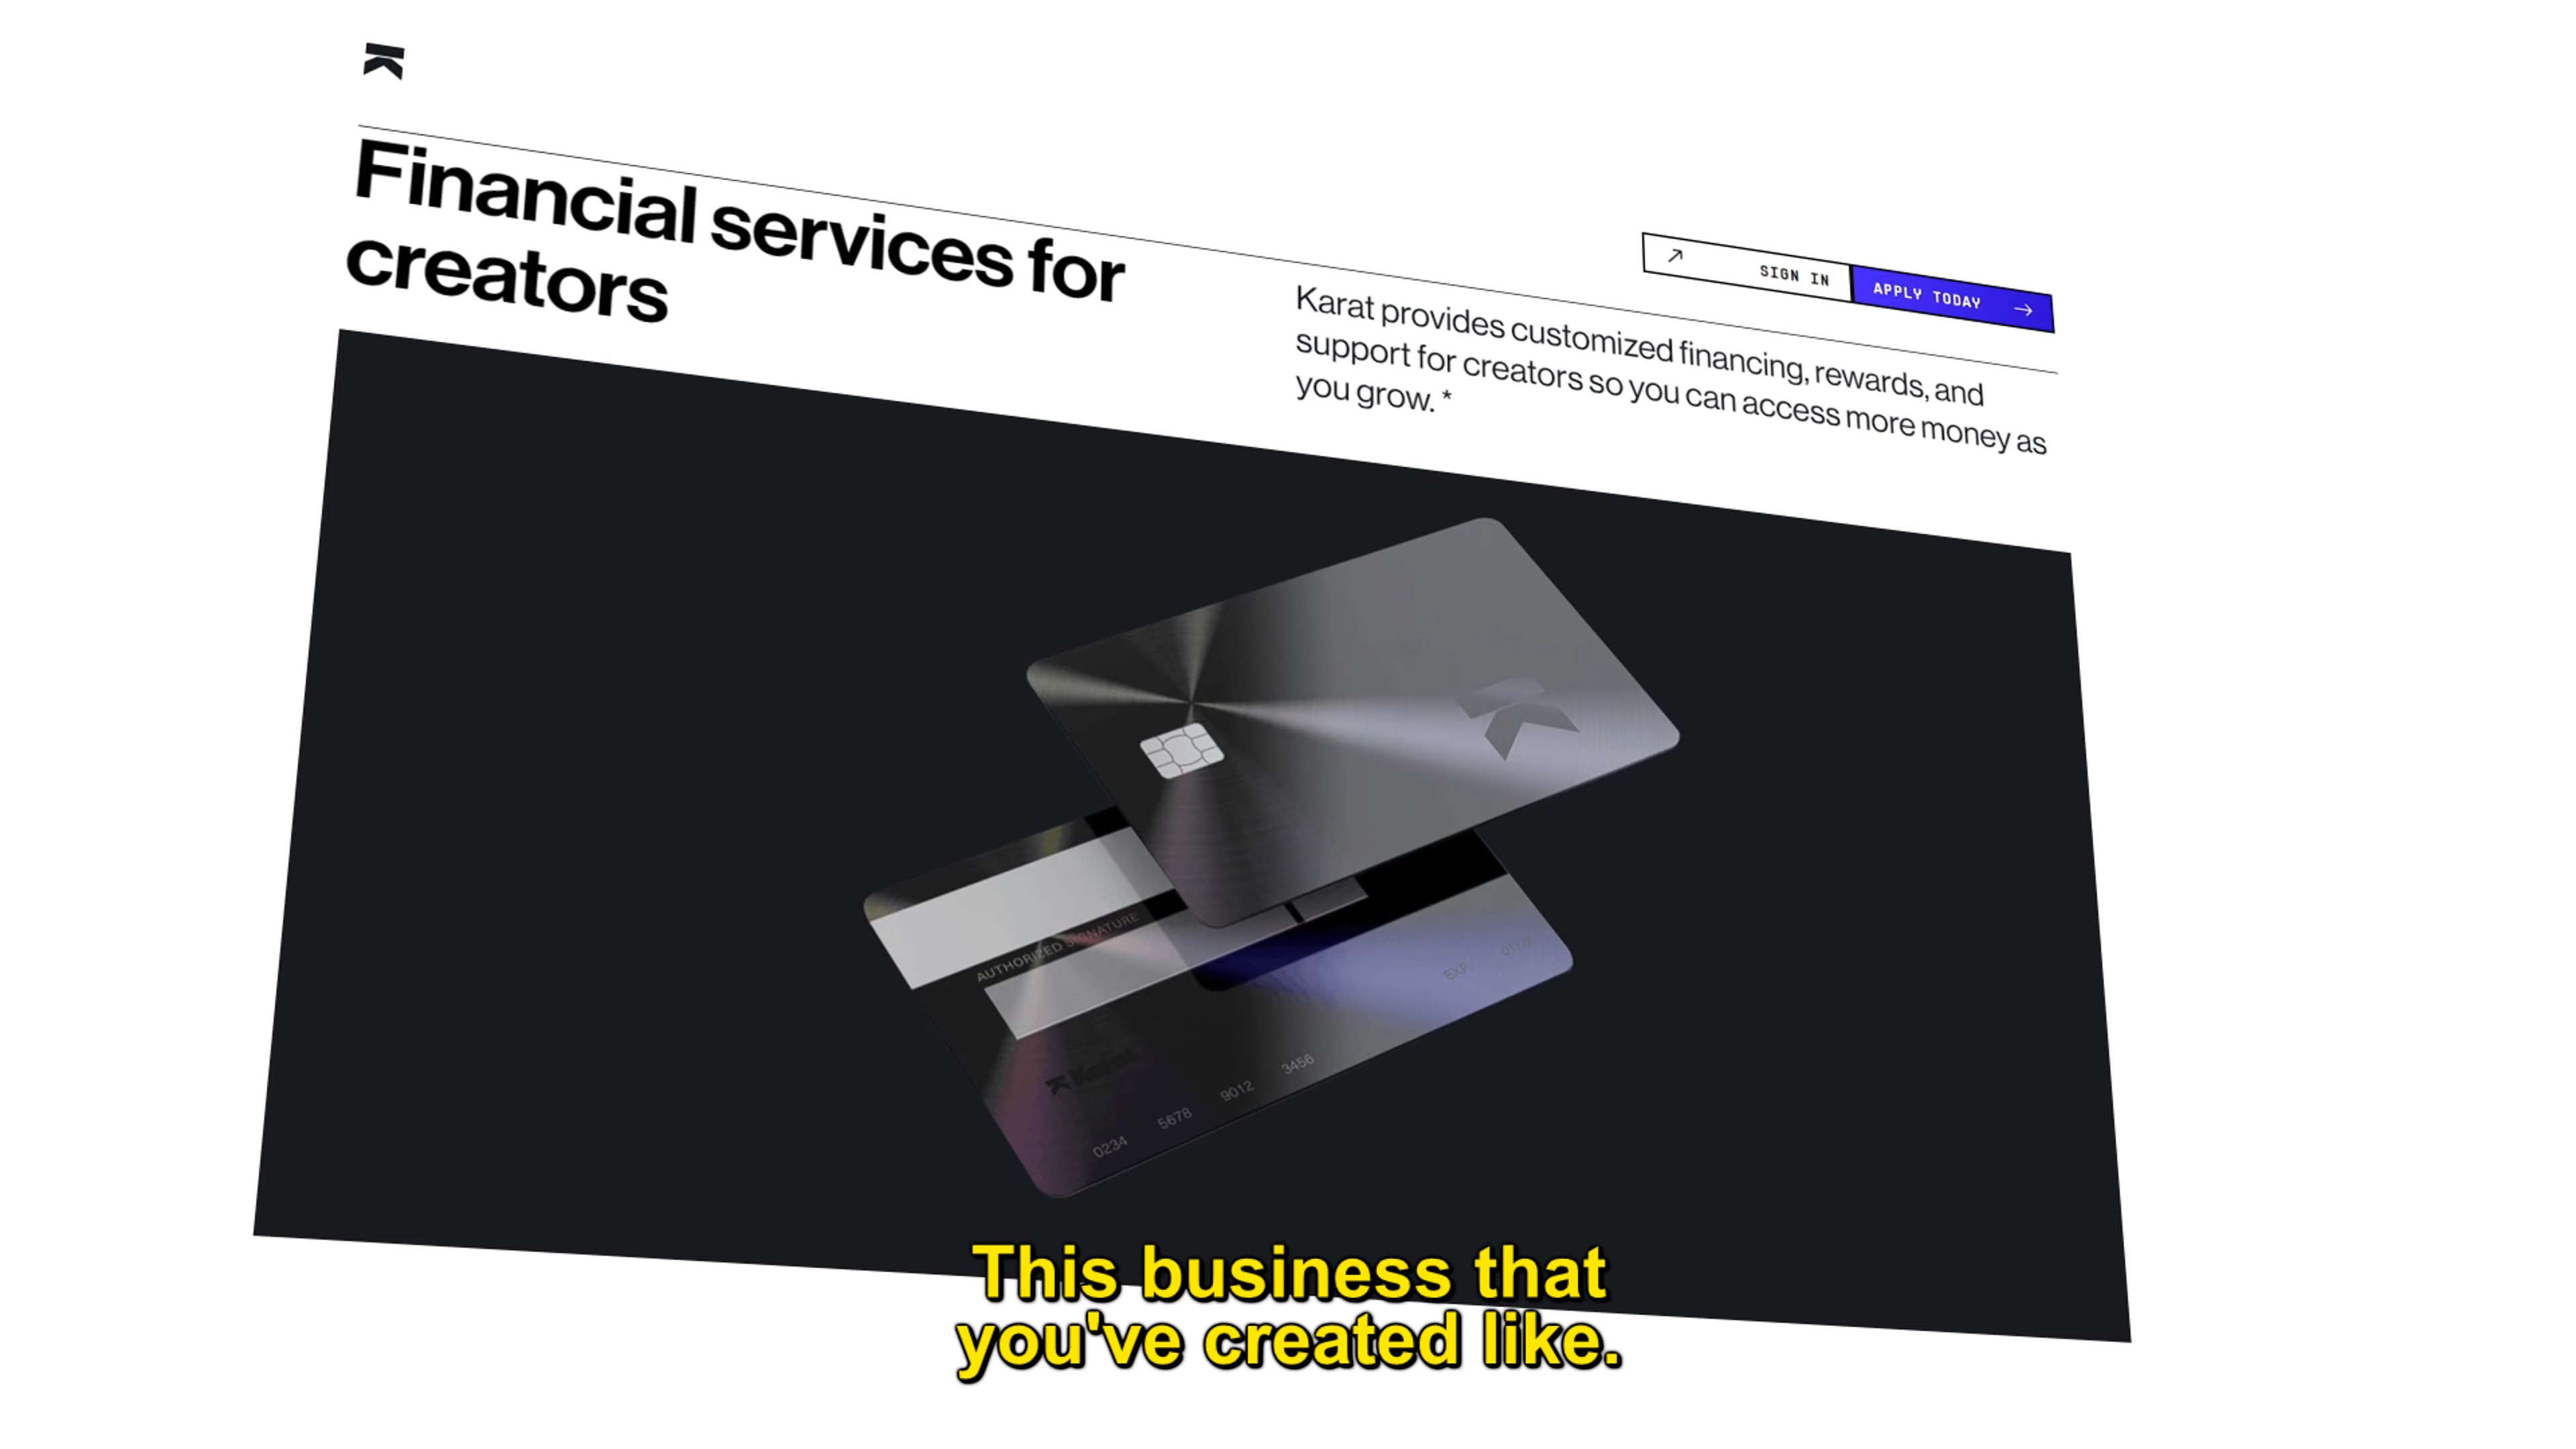 Financial services for
creators
SIGN IN
APPLY TODAY
Karat provides customized financing, rewards, and
support for creators so you can access more money as
you grow. *
AUTHORIZED SIGNATURE
EXP:
Karat
0234 5678 9012 3456
This business that
you've created like.